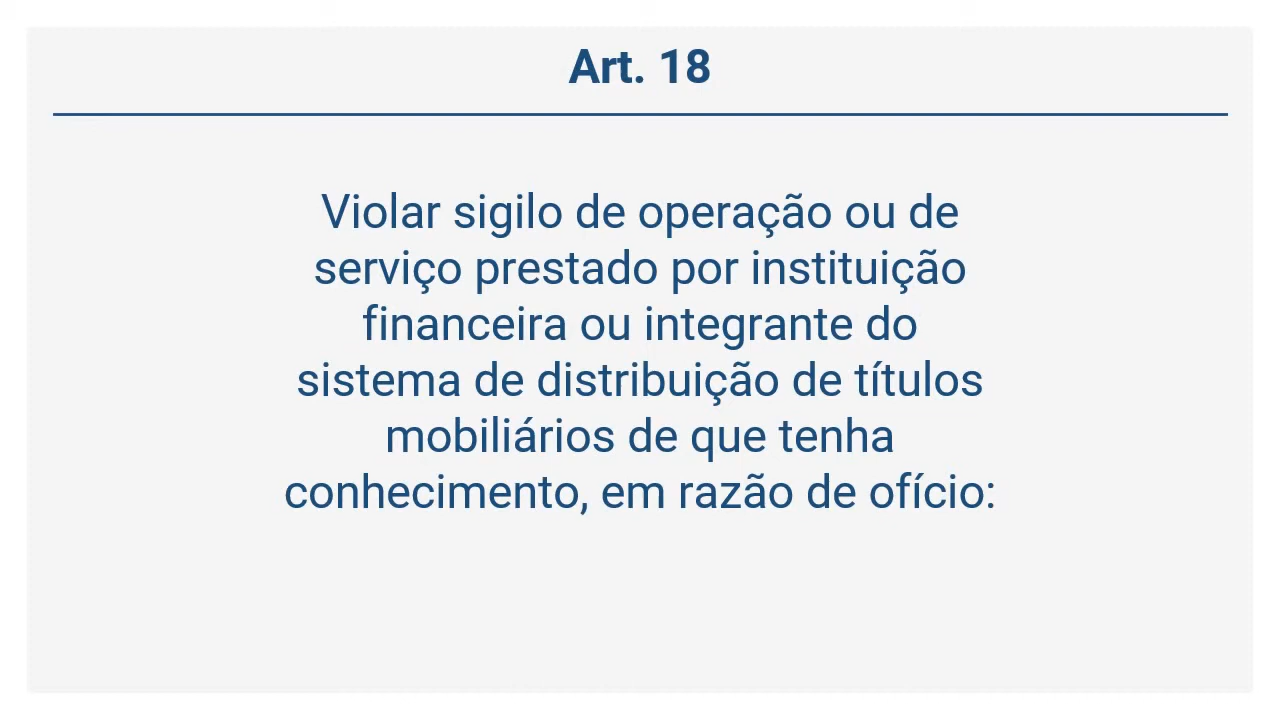 Art. 18
Violar sigilo de operação ou de
serviço prestado por instituição
financeira ou integrante do
sistema de distribuição de títulos
mobiliários de que tenha
conhecimento, em razão de ofício: